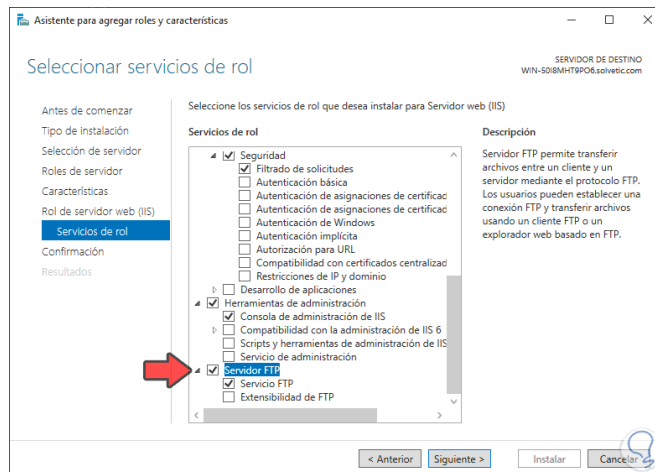 Asistente para agregar roles y características
Seleccionar servicios de rol
SERVIDOR DE DESTINO
WIN-50I8MHT9PO6.solvetic.com
Antes de comenzar
Tipo de instalación
Selección de servidor
Roles de servidor
Características
Rol de servidor web (IIS)
Servicios de rol
Confirmación
Resultados
Seleccione los servicios de rol que desea instalar para Servidor web (IIS)
Servicios de rol
Seguridad
Filtrado de solicitudes
Autenticación básica
Autenticación de asignaciones de certificad
Autenticación de asignaciones de certificad
Autenticación de Windows
Autenticación implícita
Autorización para URL
Compatibilidad con certificados centralizad
Restricciones de IP y dominio
Desarrollo de aplicaciones
Herramientas de administración
Consola de administración de IIS
Compatibilidad con la administración de IIS 6
Scripts y herramientas de administración de IIS
Servicio de administración
Servidor FTP
Servicio FTP
Extensibilidad de FTP
Descripción
Servidor FTP permite transferir
archivos entre un cliente y un
servidor mediante el protocolo FTP.
Los usuarios pueden establecer una
conexión FTP y transferir archivos
usando un cliente FTP o un
explorador web basado en FTP.
< Anterior
Siguiente >
Instalar
Cancelar